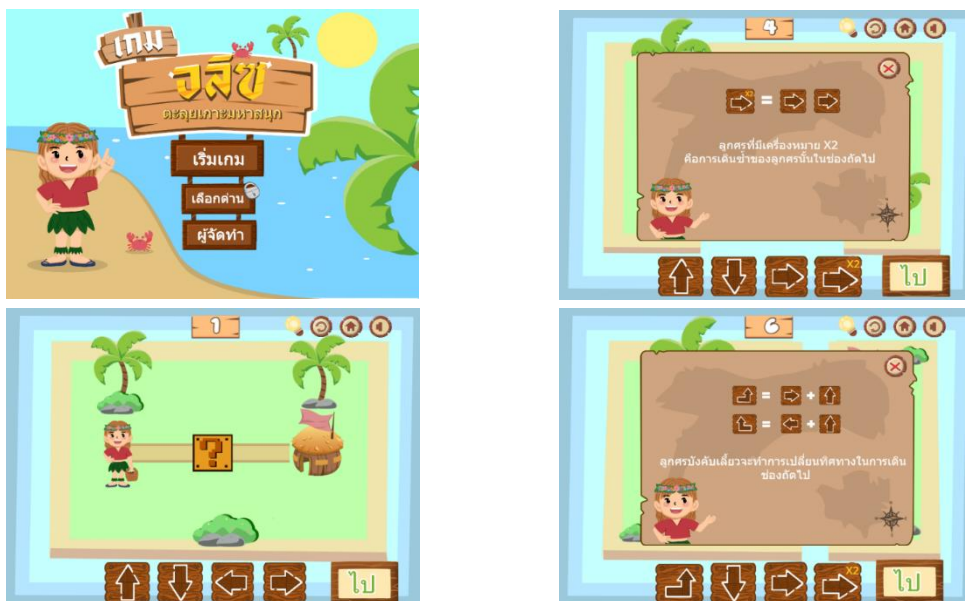 เกม
อลิซ
ตะลุยเกาะมหาสนุก
เริ่มเกม
เลือกด่าน
ผู้จัดทำ
4
X2
=
ลูกศรที่มีเครื่องหมาย X2
คือการเดินซ้ำของลูกศรนั้นในช่องถัดไป
X2
ไป
1
?
ไป
6
= +
= +
ลูกศรบังคับเลี้ยวจะทำการเปลี่ยนทิศทางในการเดิน
ช่องถัดไป
X2
ไป